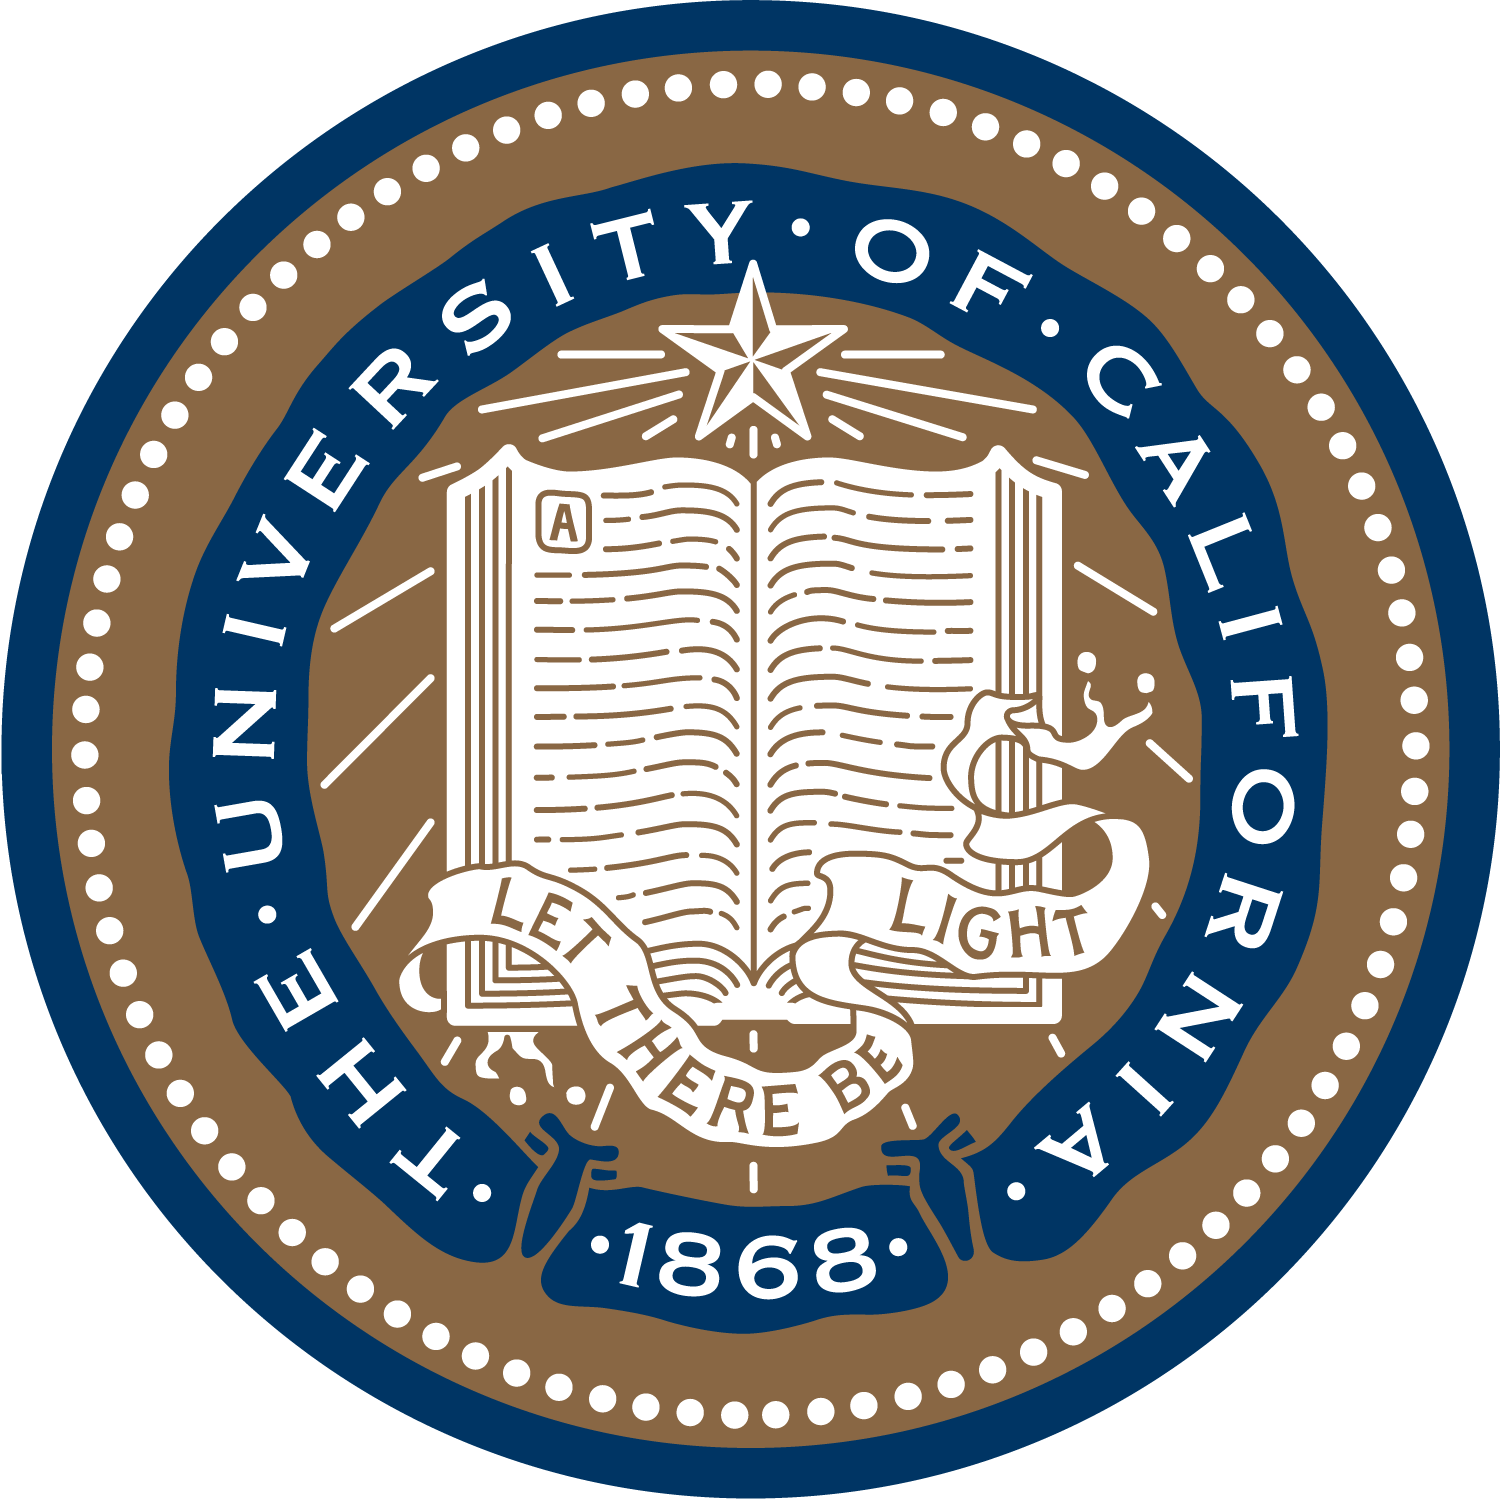 · THE · UNIVERSITY · OF · CALIFORNIA ·
A
LET THERE BE LIGHT
· 1868 ·